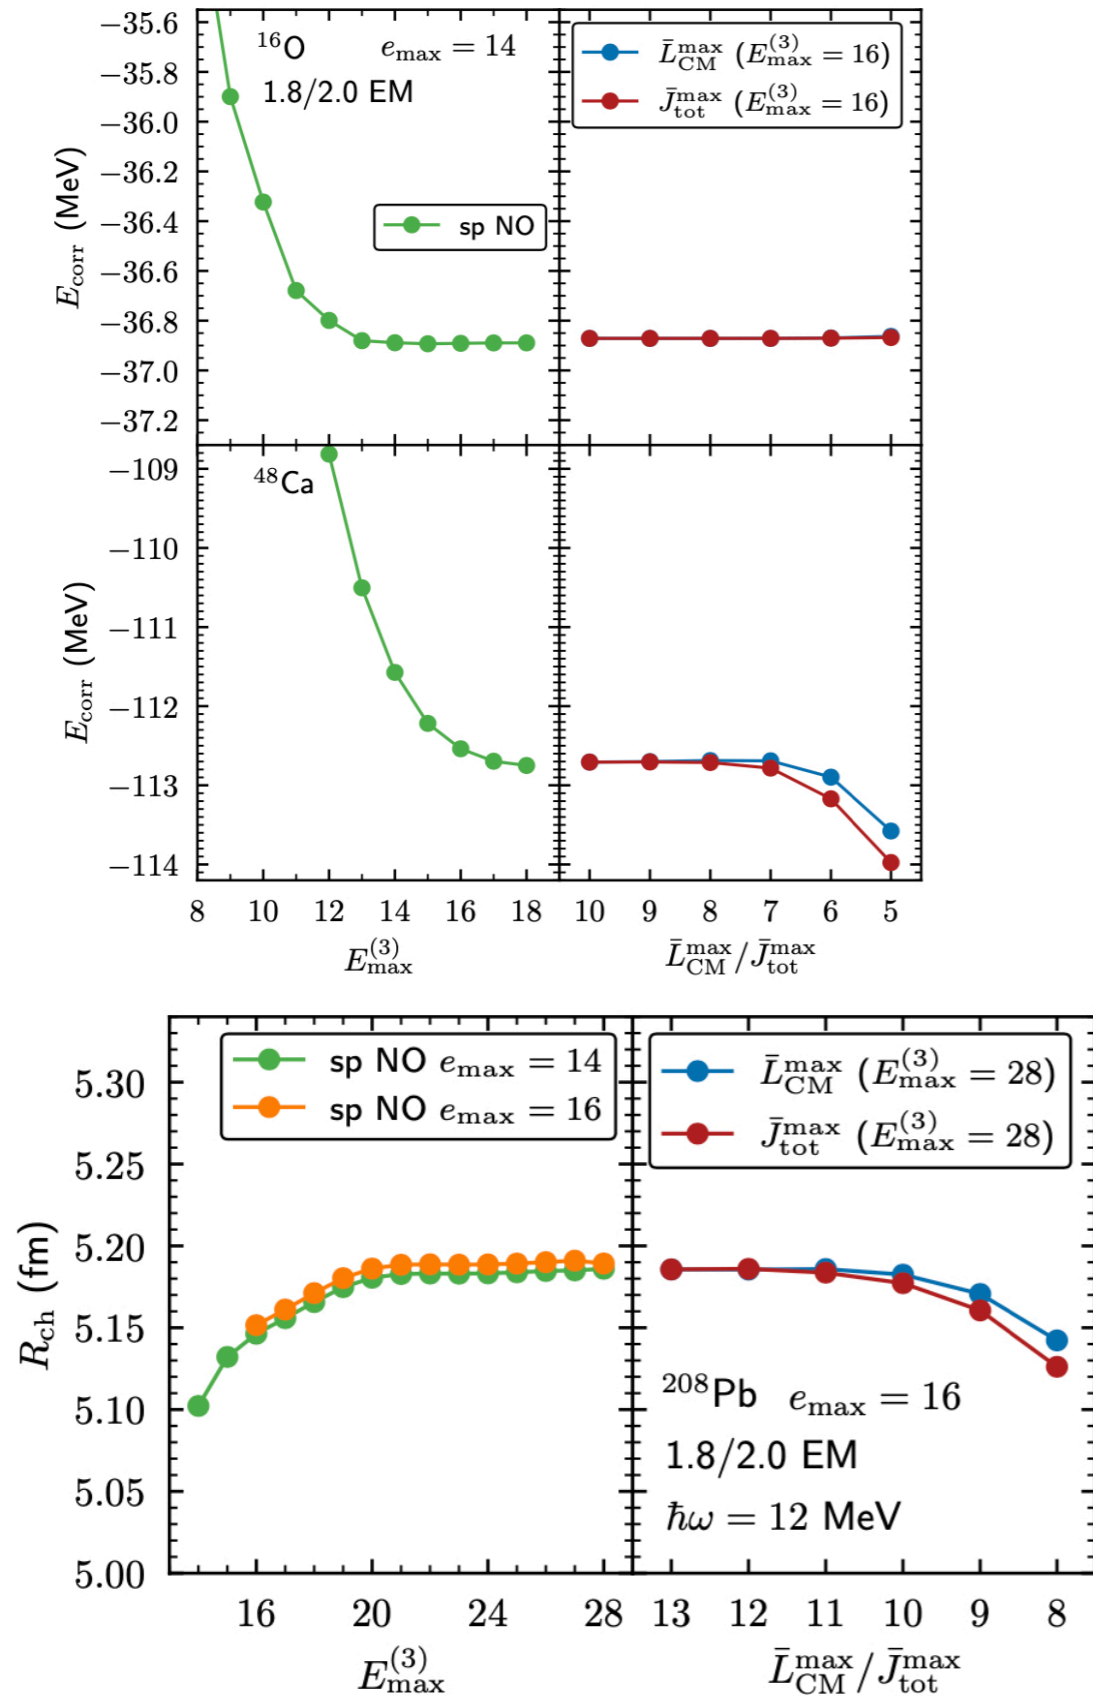 −35.6
−35.8
−36.0
−36.2
−36.4
−36.6
−36.8
−37.0
−37.2
E_corr (MeV)
¹⁶O e_max = 14
1.8/2.0 EM
sp NO
L̄_CM^max (E_max^(3) = 16)
J̄_tot^max (E_max^(3) = 16)
−109
−110
−111
−112
−113
−114
E_corr (MeV)
⁴⁸Ca
8 10 12 14 16 18
E_max^(3)
10 9 8 7 6 5
L̄_CM^max/J̄_tot^max
5.30
5.25
5.20
5.15
5.10
5.05
5.00
R_ch (fm)
sp NO e_max = 14
sp NO e_max = 16
L̄_CM^max (E_max^(3) = 28)
J̄_tot^max (E_max^(3) = 28)
²⁰⁸Pb e_max = 16
1.8/2.0 EM
ħω = 12 MeV
16 20 24 28
E_max^(3)
13 12 11 10 9 8
L̄_CM^max/J̄_tot^max